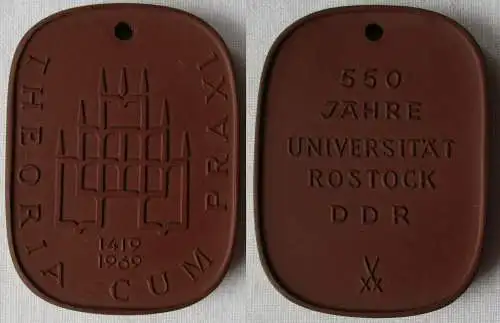 THEORIA CUM PRAXI
1419
1969
550
JAHRE
UNIVERSITÄT
ROSTOCK
DDR